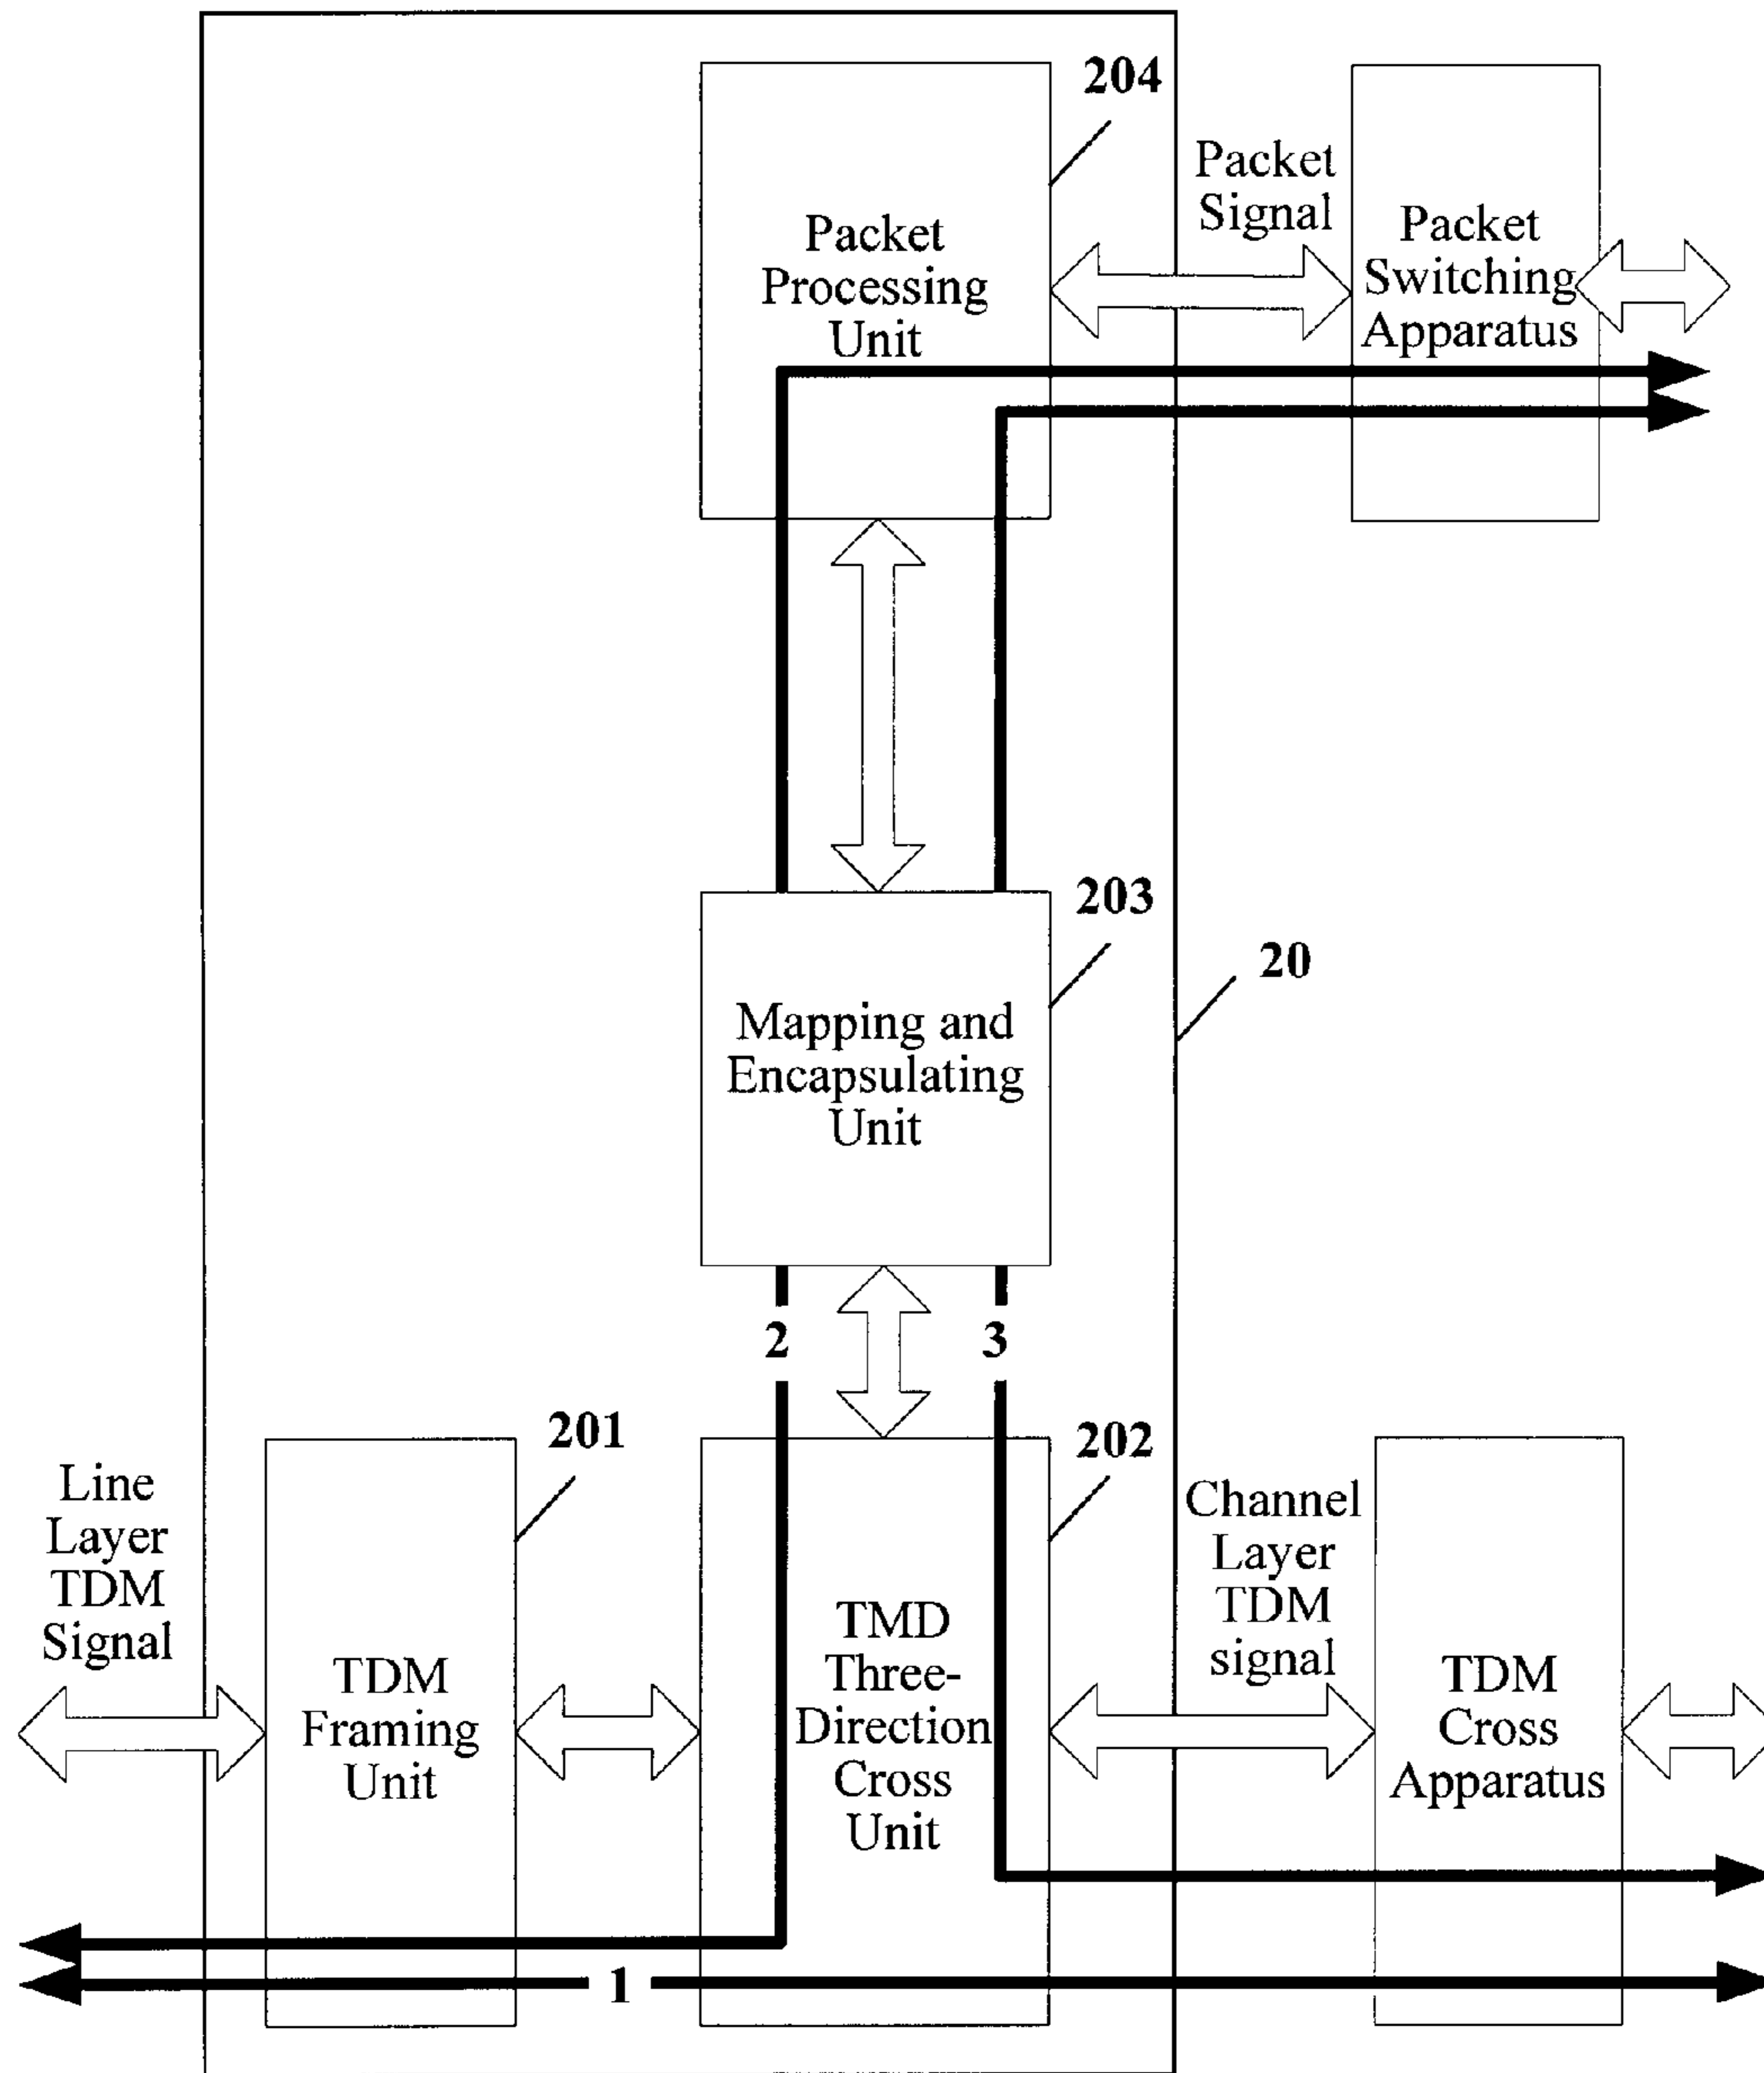 204
Packet
Signal
Packet
Processing
Unit
Packet
Switching
Apparatus
203
20
Mapping and
Encapsulating
Unit
2
3
201
202
Line
Layer
TDM
Signal
Channel
Layer
TDM
signal
TDM
Framing
Unit
TMD
Three-
Direction
Cross
Unit
TDM
Cross
Apparatus
1